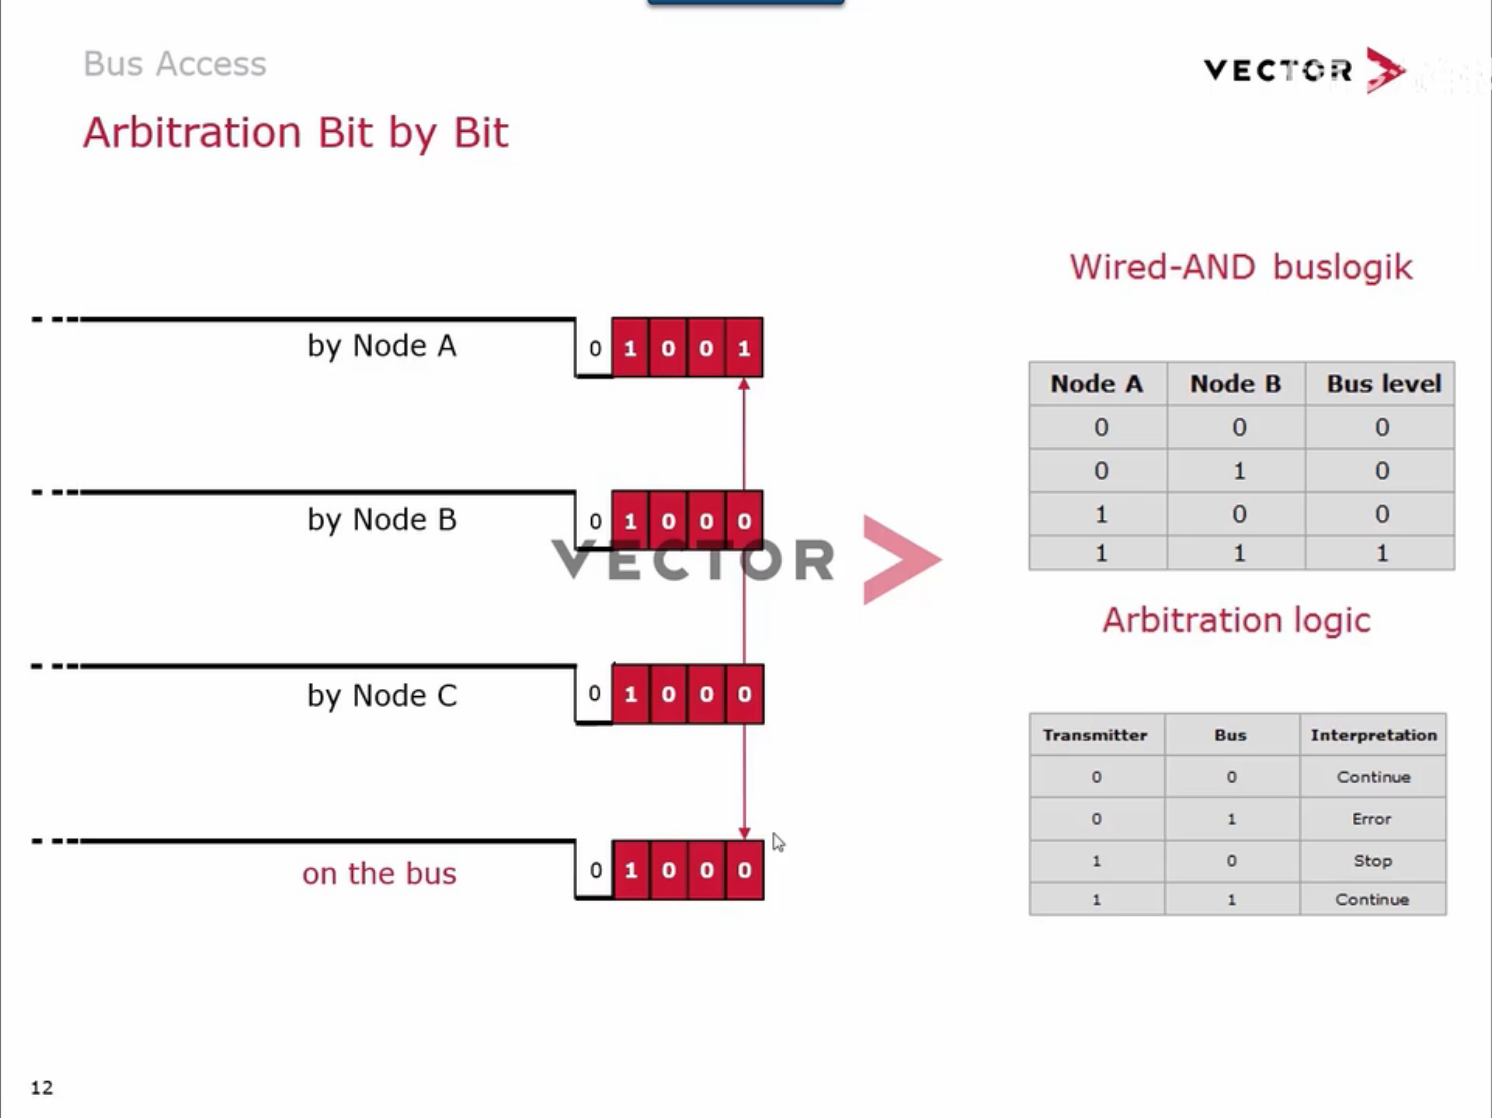 Bus Access
VECTOR
Arbitration Bit by Bit
by Node A
0 1 0 0 1
by Node B
0 1 0 0 0
VECTOR
by Node C
0 1 0 0 0
on the bus
0 1 0 0 0
Wired-AND buslogik
Node A Node B Bus level
0 0 0
0 1 0
1 0 0
1 1 1
Arbitration logic
Transmitter Bus Interpretation
0 0 Continue
0 1 Error
1 0 Stop
1 1 Continue
12